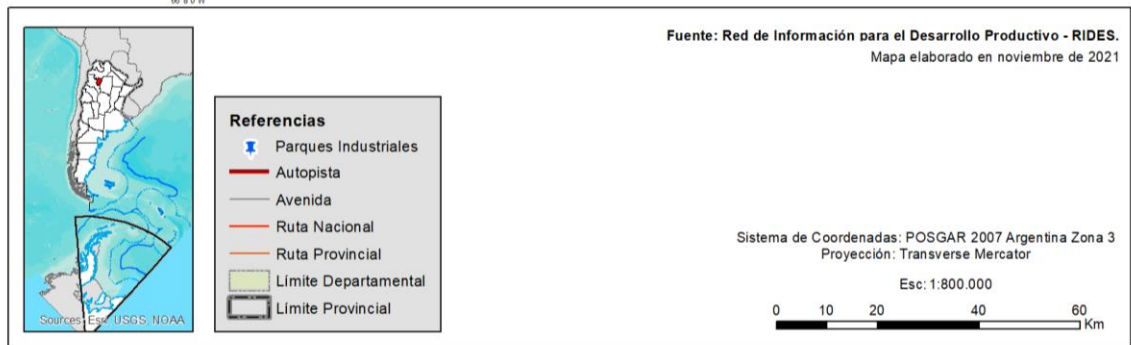 Fuente: Red de Información para el Desarrollo Productivo - RIDES.
Mapa elaborado en noviembre de 2021
Referencias
Parques Industriales
Autopista
Avenida
Ruta Nacional
Ruta Provincial
Límite Departamental
Límite Provincial
Sources: Esri, USGS, NOAA
Sistema de Coordenadas: POSGAR 2007 Argentina Zona 3
Proyección: Transverse Mercator
Esc: 1:800.000
0 10 20 40 60
Km